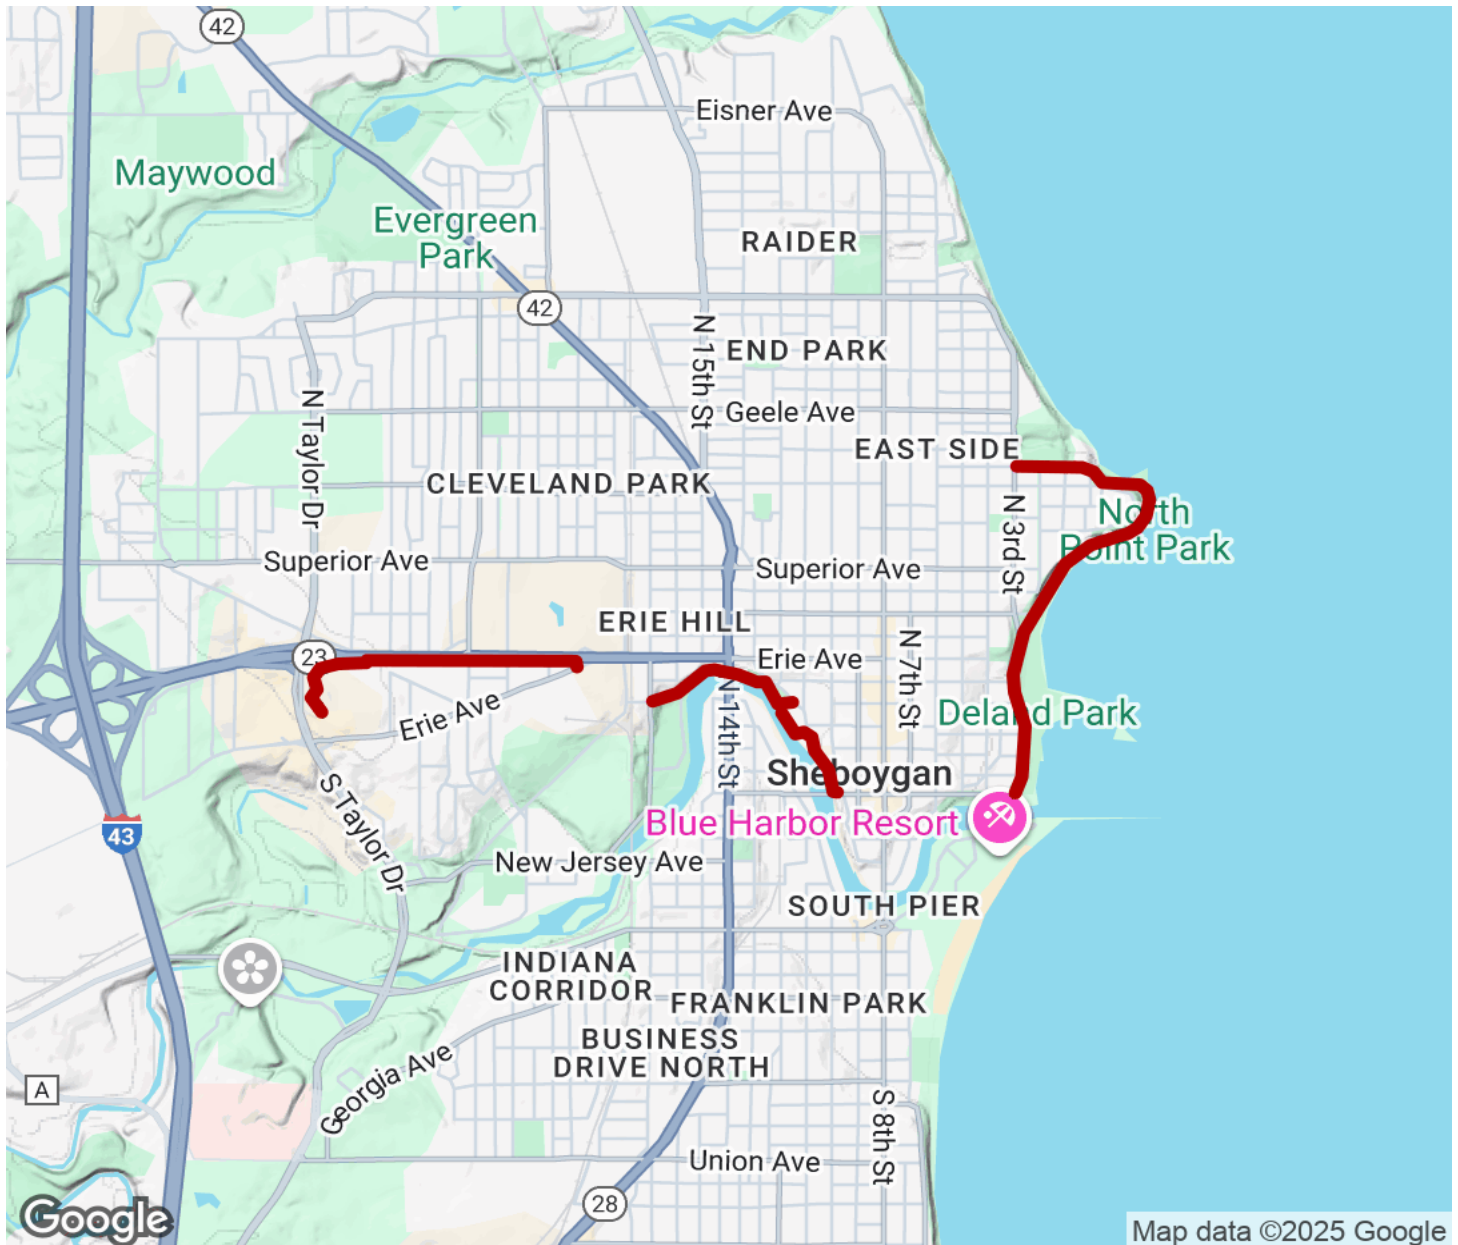 42
Eisner Ave
Maywood
Evergreen
Park
RAIDER
42
N 15th St
END PARK
N Taylor Dr
Geele Ave
EAST SIDE
CLEVELAND PARK
N 3rd St
North
Point Park
Superior Ave
Superior Ave
ERIE HILL
N 7th St
23
Erie Ave
N 14th St
Erie Ave
Deland Park
Sheboygan
S Taylor Dr
Blue Harbor Resort
43
New Jersey Ave
SOUTH PIER
INDIANA
CORRIDOR
FRANKLIN PARK
BUSINESS
DRIVE NORTH
Georgia Ave
A
S 8th St
Union Ave
28
Google
Map data ©2025 Google